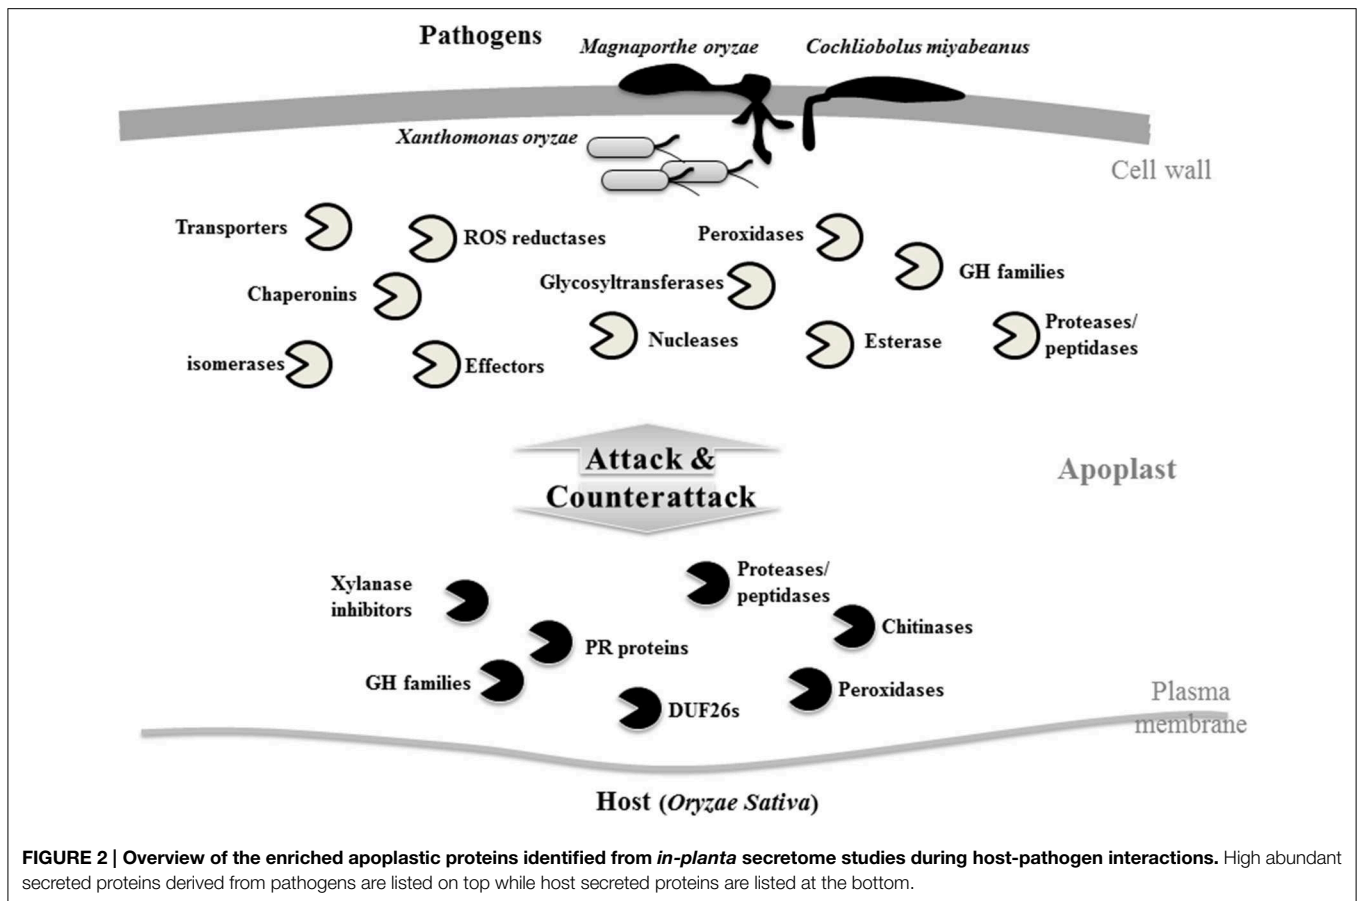 Pathogens
Magnaporthe oryzae
Cochliobolus miyabeanus
Xanthomonas oryzae
Cell wall
Transporters
ROS reductases
Peroxidases
GH families
Chaperonins
Glycosyltransferases
Nucleases
Esterase
Proteases/
peptidases
isomerases
Effectors
Attack &
Counterattack
Apoplast
Xylanase
inhibitors
Proteases/
peptidases
Chitinases
PR proteins
GH families
DUF26s
Peroxidases
Plasma
membrane
Host (Oryzae Sativa)
FIGURE 2 | Overview of the enriched apoplastic proteins identified from in-planta secretome studies during host-pathogen interactions. High abundant
secreted proteins derived from pathogens are listed on top while host secreted proteins are listed at the bottom.